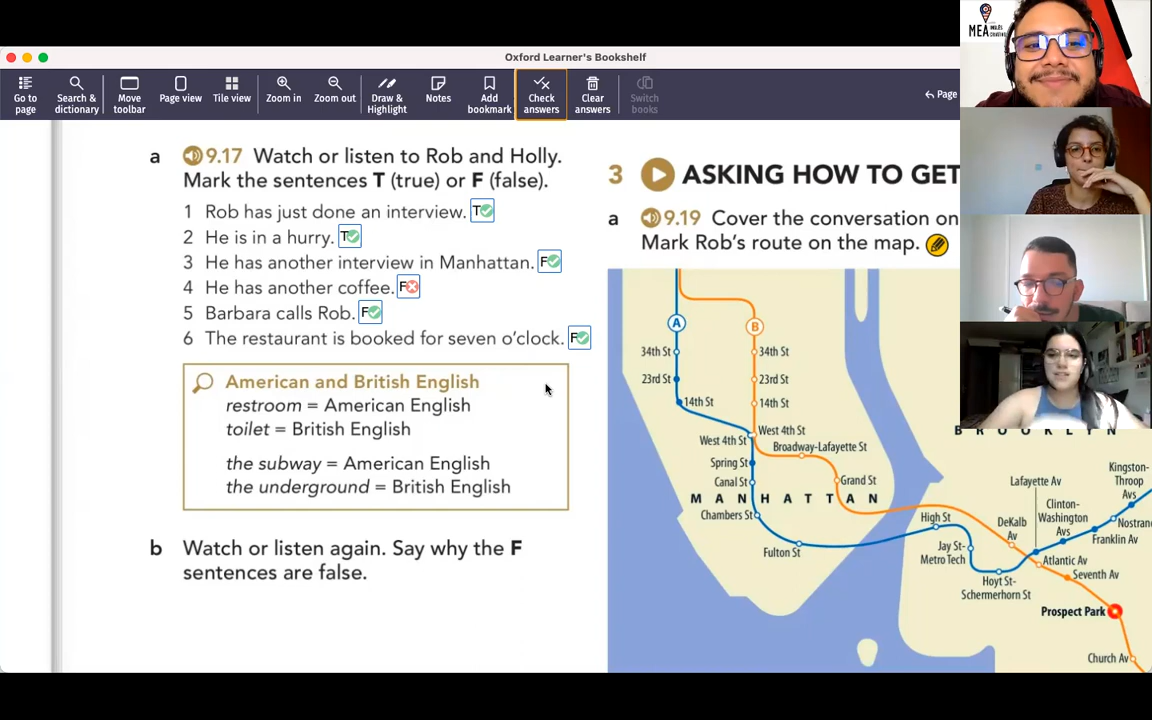 Oxford Learner's Bookshelf
Go to page
Search & dictionary
Move toolbar
Page view
Tile view
Zoom in
Zoom out
Draw & Highlight
Notes
Add bookmark
Check answers
Clear answers
Switch books
Page
MEA
a 9.17 Watch or listen to Rob and Holly.
Mark the sentences T (true) or F (false).
1 Rob has just done an interview. T
2 He is in a hurry. T
3 He has another interview in Manhattan. F
4 He has another coffee. F
5 Barbara calls Rob. F
6 The restaurant is booked for seven o'clock. F
American and British English
restroom = American English
toilet = British English
the subway = American English
the underground = British English
b Watch or listen again. Say why the F
sentences are false.
3 ASKING HOW TO GET
a 9.19 Cover the conversation on
Mark Rob's route on the map.
A
B
34th St
34th St
23rd St
23rd St
14th St
14th St
West 4th St
West 4th St
Broadway-Lafayette St
Spring St
Canal St
Grand St
MANHATTAN
Chambers St
Fulton St
BROOKLYN
High St
Jay St-
Metro Tech
Hoyt St-
Schermerhorn St
Lafayette Av
DeKalb
Av
Clinton-
Washington
Avs
Kingston-
Throop
Avs
Nostran
Franklin Av
Atlantic Av
Seventh Av
Prospect Park
Church Av